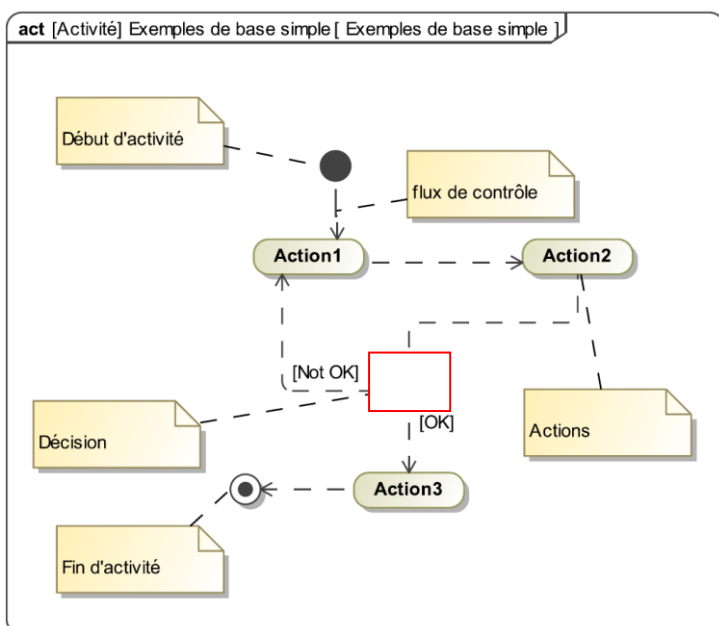 act [Activité] Exemples de base simple [ Exemples de base simple ]
Début d'activité
flux de contrôle
Action1
Action2
[Not OK]
[OK]
Décision
Actions
Action3
Fin d'activité